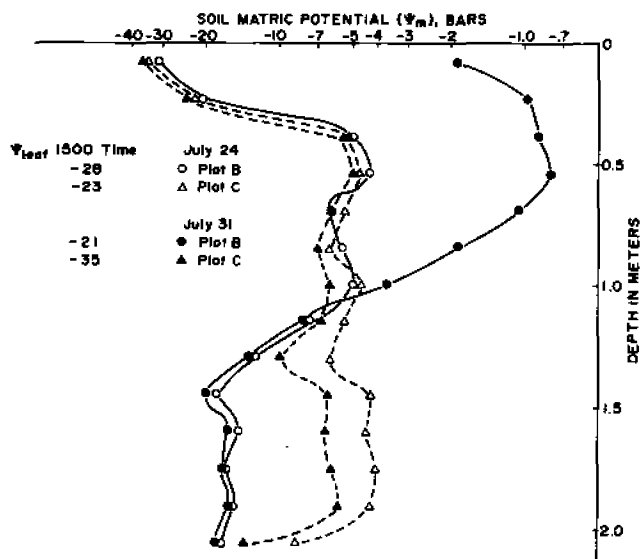 SOIL MATRIC POTENTIAL (Ψm), BARS
-40 -30 -20 -10 -7 -5 -4 -3 -2 -1.0 -.7
0
0.5
1.0
1.5
2.0
DEPTH IN METERS
Ψleaf 1500 Time July 24
-28 ○ Plot B
-23 △ Plot C
July 31
-21 ● Plot B
-35 ▲ Plot C